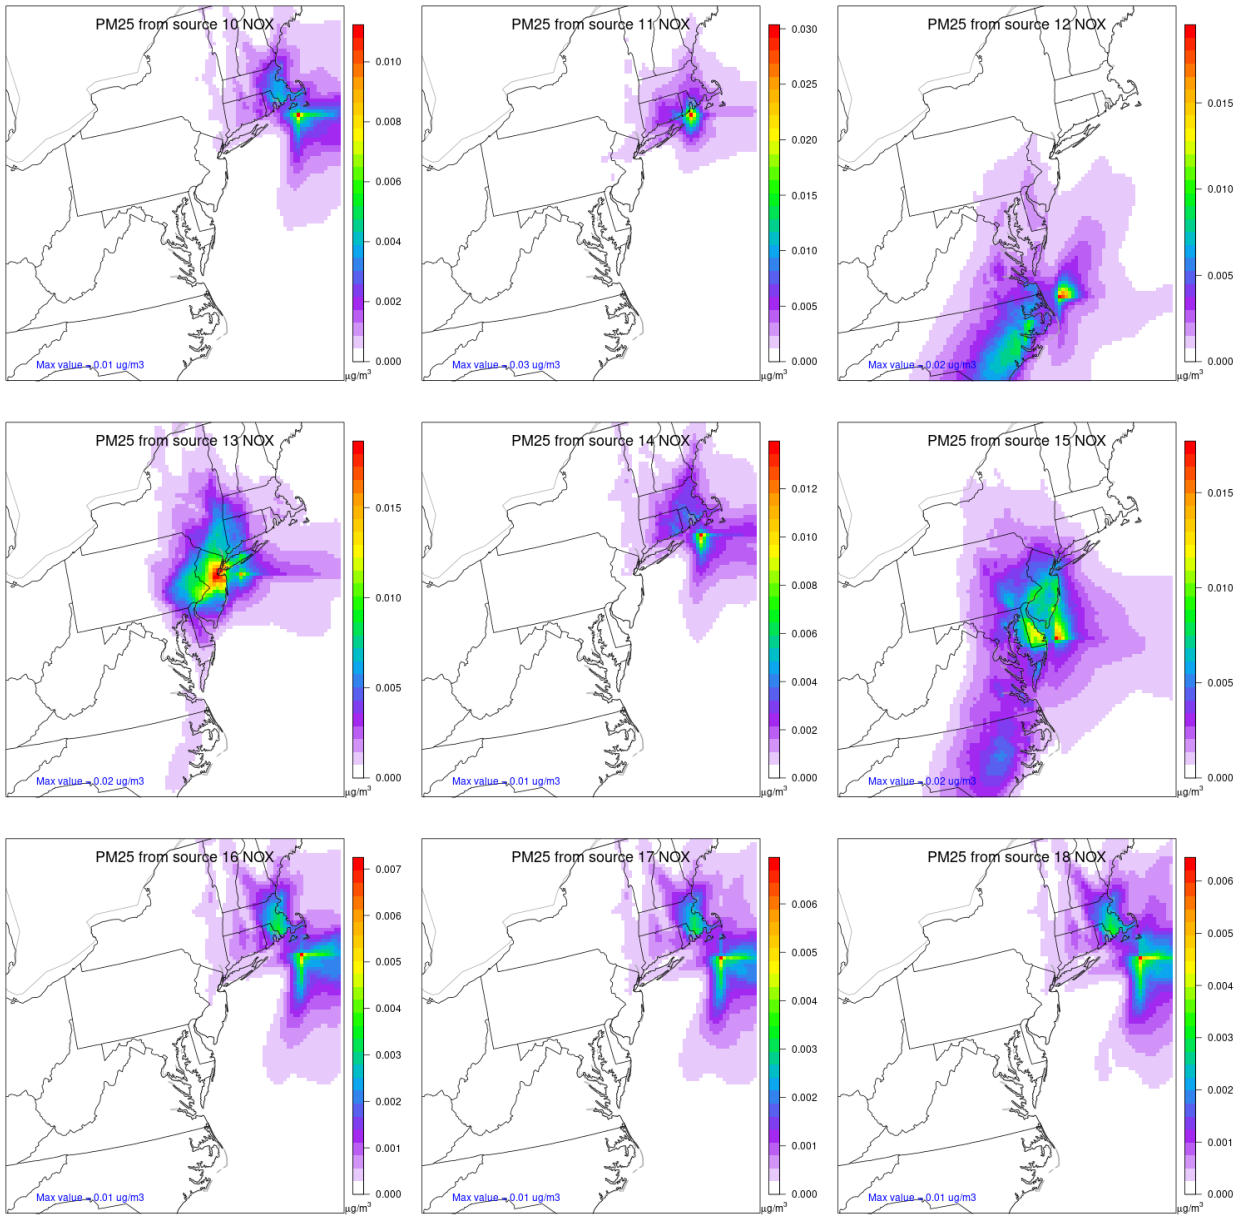 PM25 from source 10 NOX
0.010
0.008
0.006
0.004
0.002
0.000
Max value = 0.01 ug/m3
µg/m³
PM25 from source 11 NOX
0.030
0.025
0.020
0.015
0.010
0.005
0.000
Max value = 0.03 ug/m3
µg/m³
PM25 from source 12 NOX
0.015
0.010
0.005
0.000
Max value = 0.02 ug/m3
µg/m³
PM25 from source 13 NOX
0.015
0.010
0.005
0.000
Max value = 0.02 ug/m3
µg/m³
PM25 from source 14 NOX
0.012
0.010
0.008
0.006
0.004
0.002
0.000
Max value = 0.01 ug/m3
µg/m³
PM25 from source 15 NOX
0.015
0.010
0.005
0.000
Max value = 0.02 ug/m3
µg/m³
PM25 from source 16 NOX
0.007
0.006
0.005
0.004
0.003
0.002
0.001
0.000
Max value = 0.01 ug/m3
µg/m³
PM25 from source 17 NOX
0.006
0.005
0.004
0.003
0.002
0.001
0.000
Max value = 0.01 ug/m3
µg/m³
PM25 from source 18 NOX
0.006
0.005
0.004
0.003
0.002
0.001
0.000
Max value = 0.01 ug/m3
µg/m³